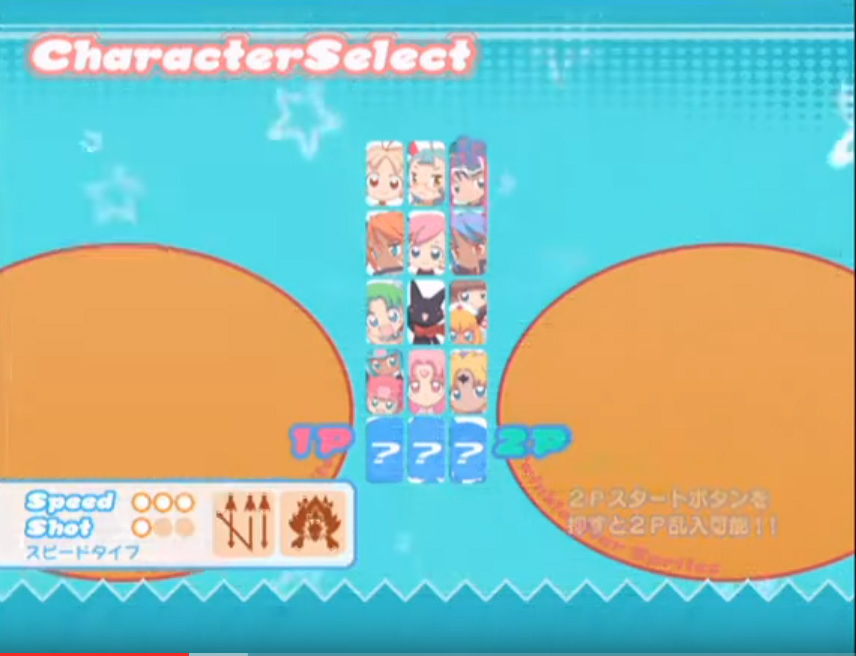 CharacterSelect
1P
? ? ?
2P
Speed
Shot
スピードタイプ
2Pスタートボタンを
押すと2P乱入可能!!
Sprites